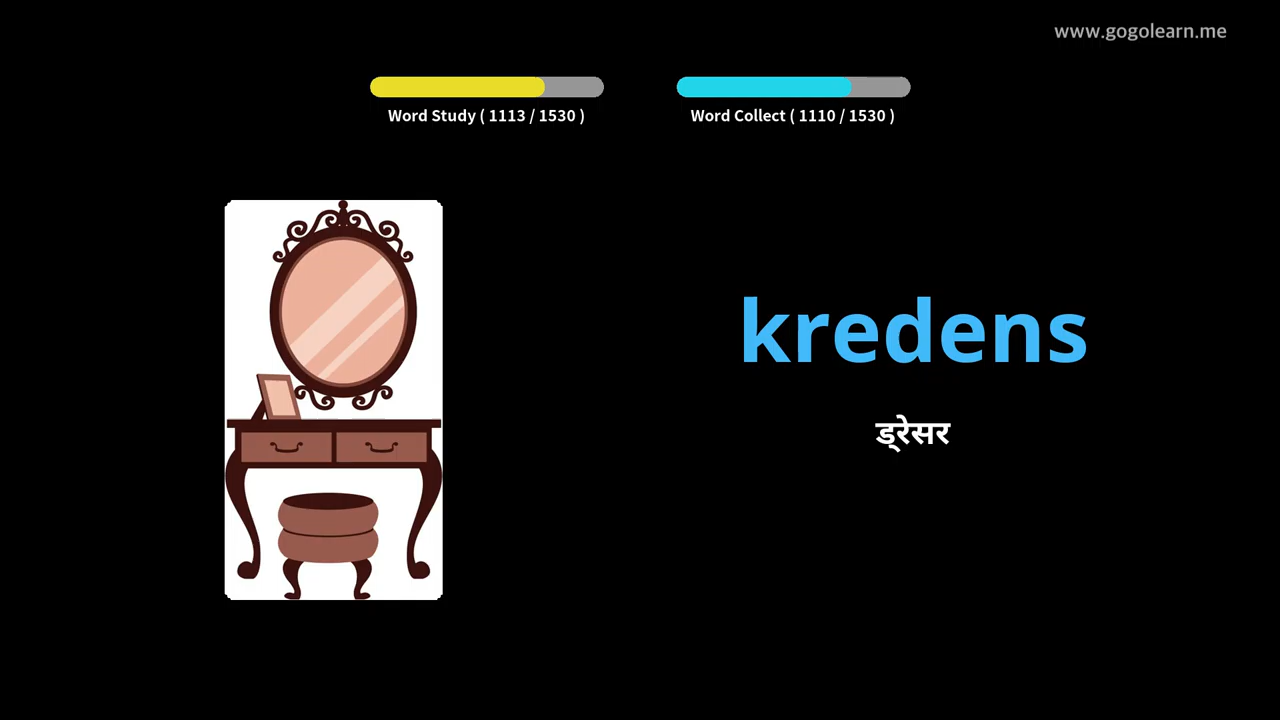 www.gogolearn.me
Word Study ( 1113 / 1530 )
Word Collect ( 1110 / 1530 )
kredens
ड्रेसर